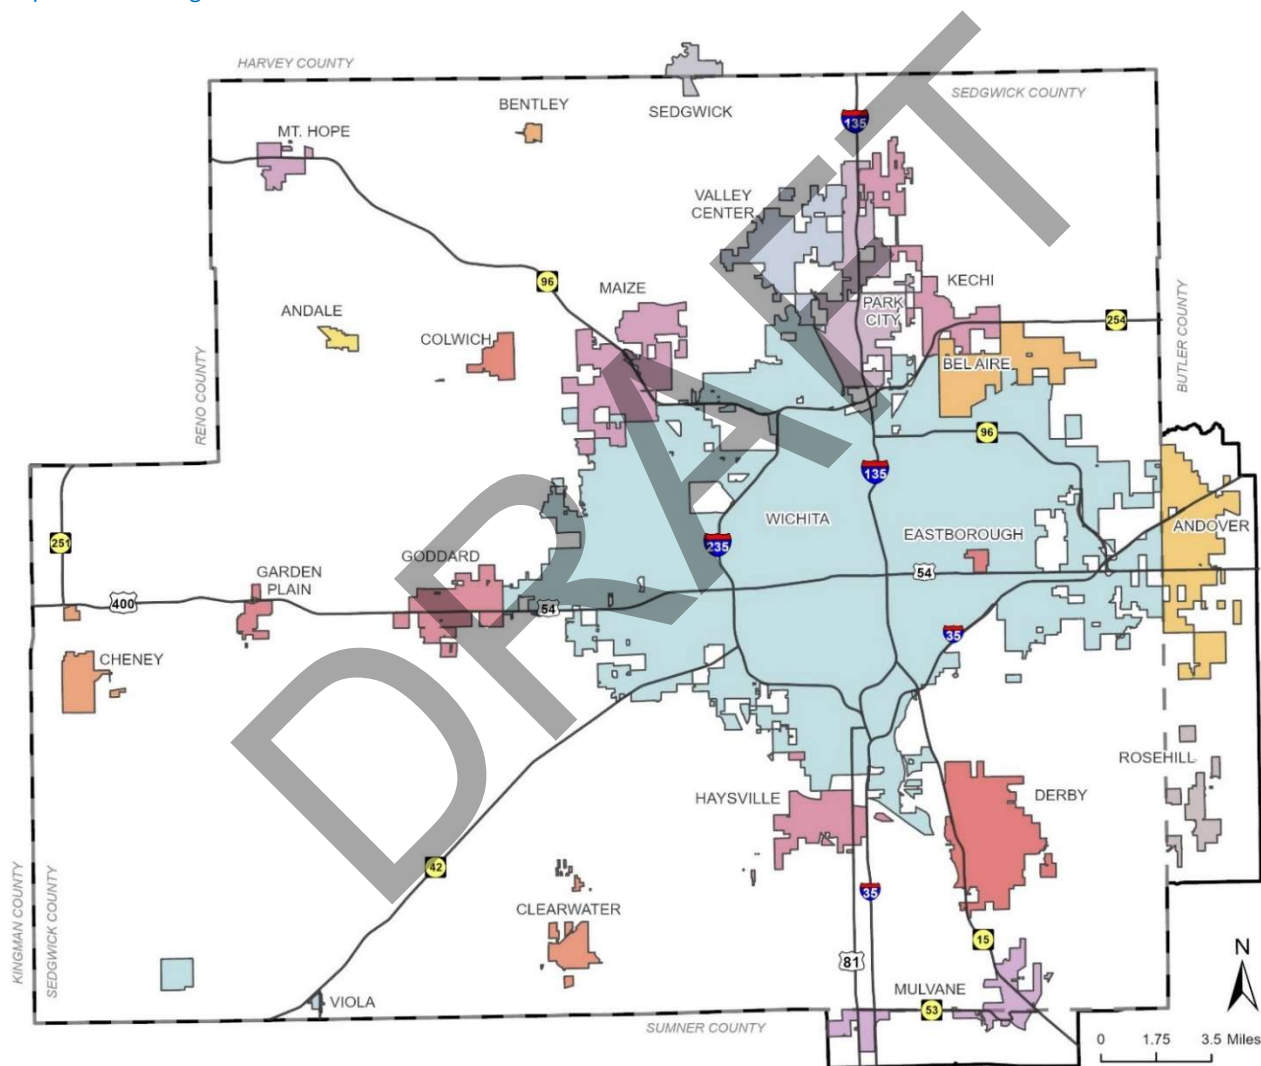 HARVEY COUNTY
SEDGWICK COUNTY
SEDGWICK
BENTLEY
MT. HOPE
135
VALLEY
CENTER
96
MAIZE
KECHI
ANDALE
COLWICH
PARK
CITY
254
BEL AIRE
BUTLER COUNTY
RENO COUNTY
96
135
WICHITA
ANDOVER
EASTBOROUGH
235
251
GODDARD
54
GARDEN
PLAIN
400
54
35
CHENEY
ROSEHILL
HAYSVILLE
DERBY
42
35
KINGMAN COUNTY
SEDGWICK COUNTY
CLEARWATER
15
81
N
MULVANE
VIOLA
53
SUMNER COUNTY
0 1.75 3.5 Miles
DRAFT